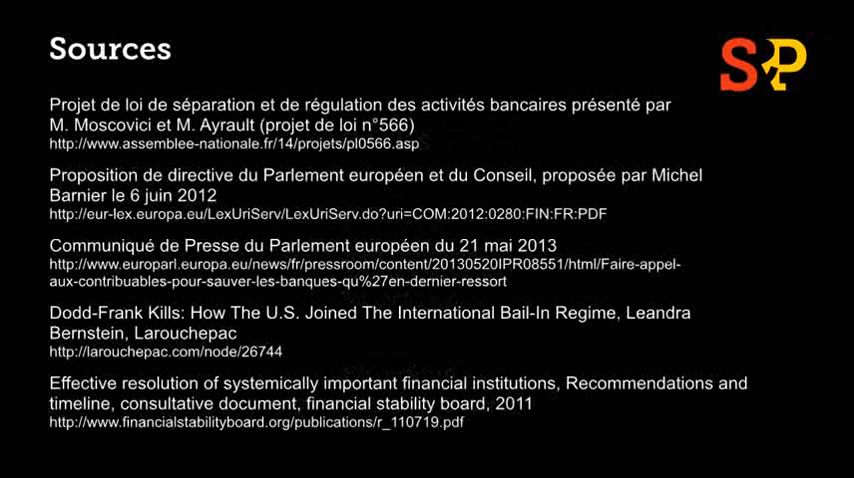 Sources
S&P
Projet de loi de séparation et de régulation des activités bancaires présenté par
M. Moscovici et M. Ayrault (projet de loi n°566)
http://www.assemblee-nationale.fr/14/projets/pl0566.asp
Proposition de directive du Parlement européen et du Conseil, proposée par Michel
Barnier le 6 juin 2012
http://eur-lex.europa.eu/LexUriServ/LexUriServ.do?uri=COM:2012:0280:FIN:FR:PDF
Communiqué de Presse du Parlement européen du 21 mai 2013
http://www.europarl.europa.eu/news/fr/pressroom/content/20130520IPR08551/html/Faire-appel-
aux-contribuables-pour-sauver-les-banques-qu%27en-dernier-ressort
Dodd-Frank Kills: How The U.S. Joined The International Bail-In Regime, Leandra
Bernstein, Larouchepac
http://larouchepac.com/node/26744
Effective resolution of systemically important financial institutions, Recommendations and
timeline, consultative document, financial stability board, 2011
http://www.financialstabilityboard.org/publications/r_110719.pdf